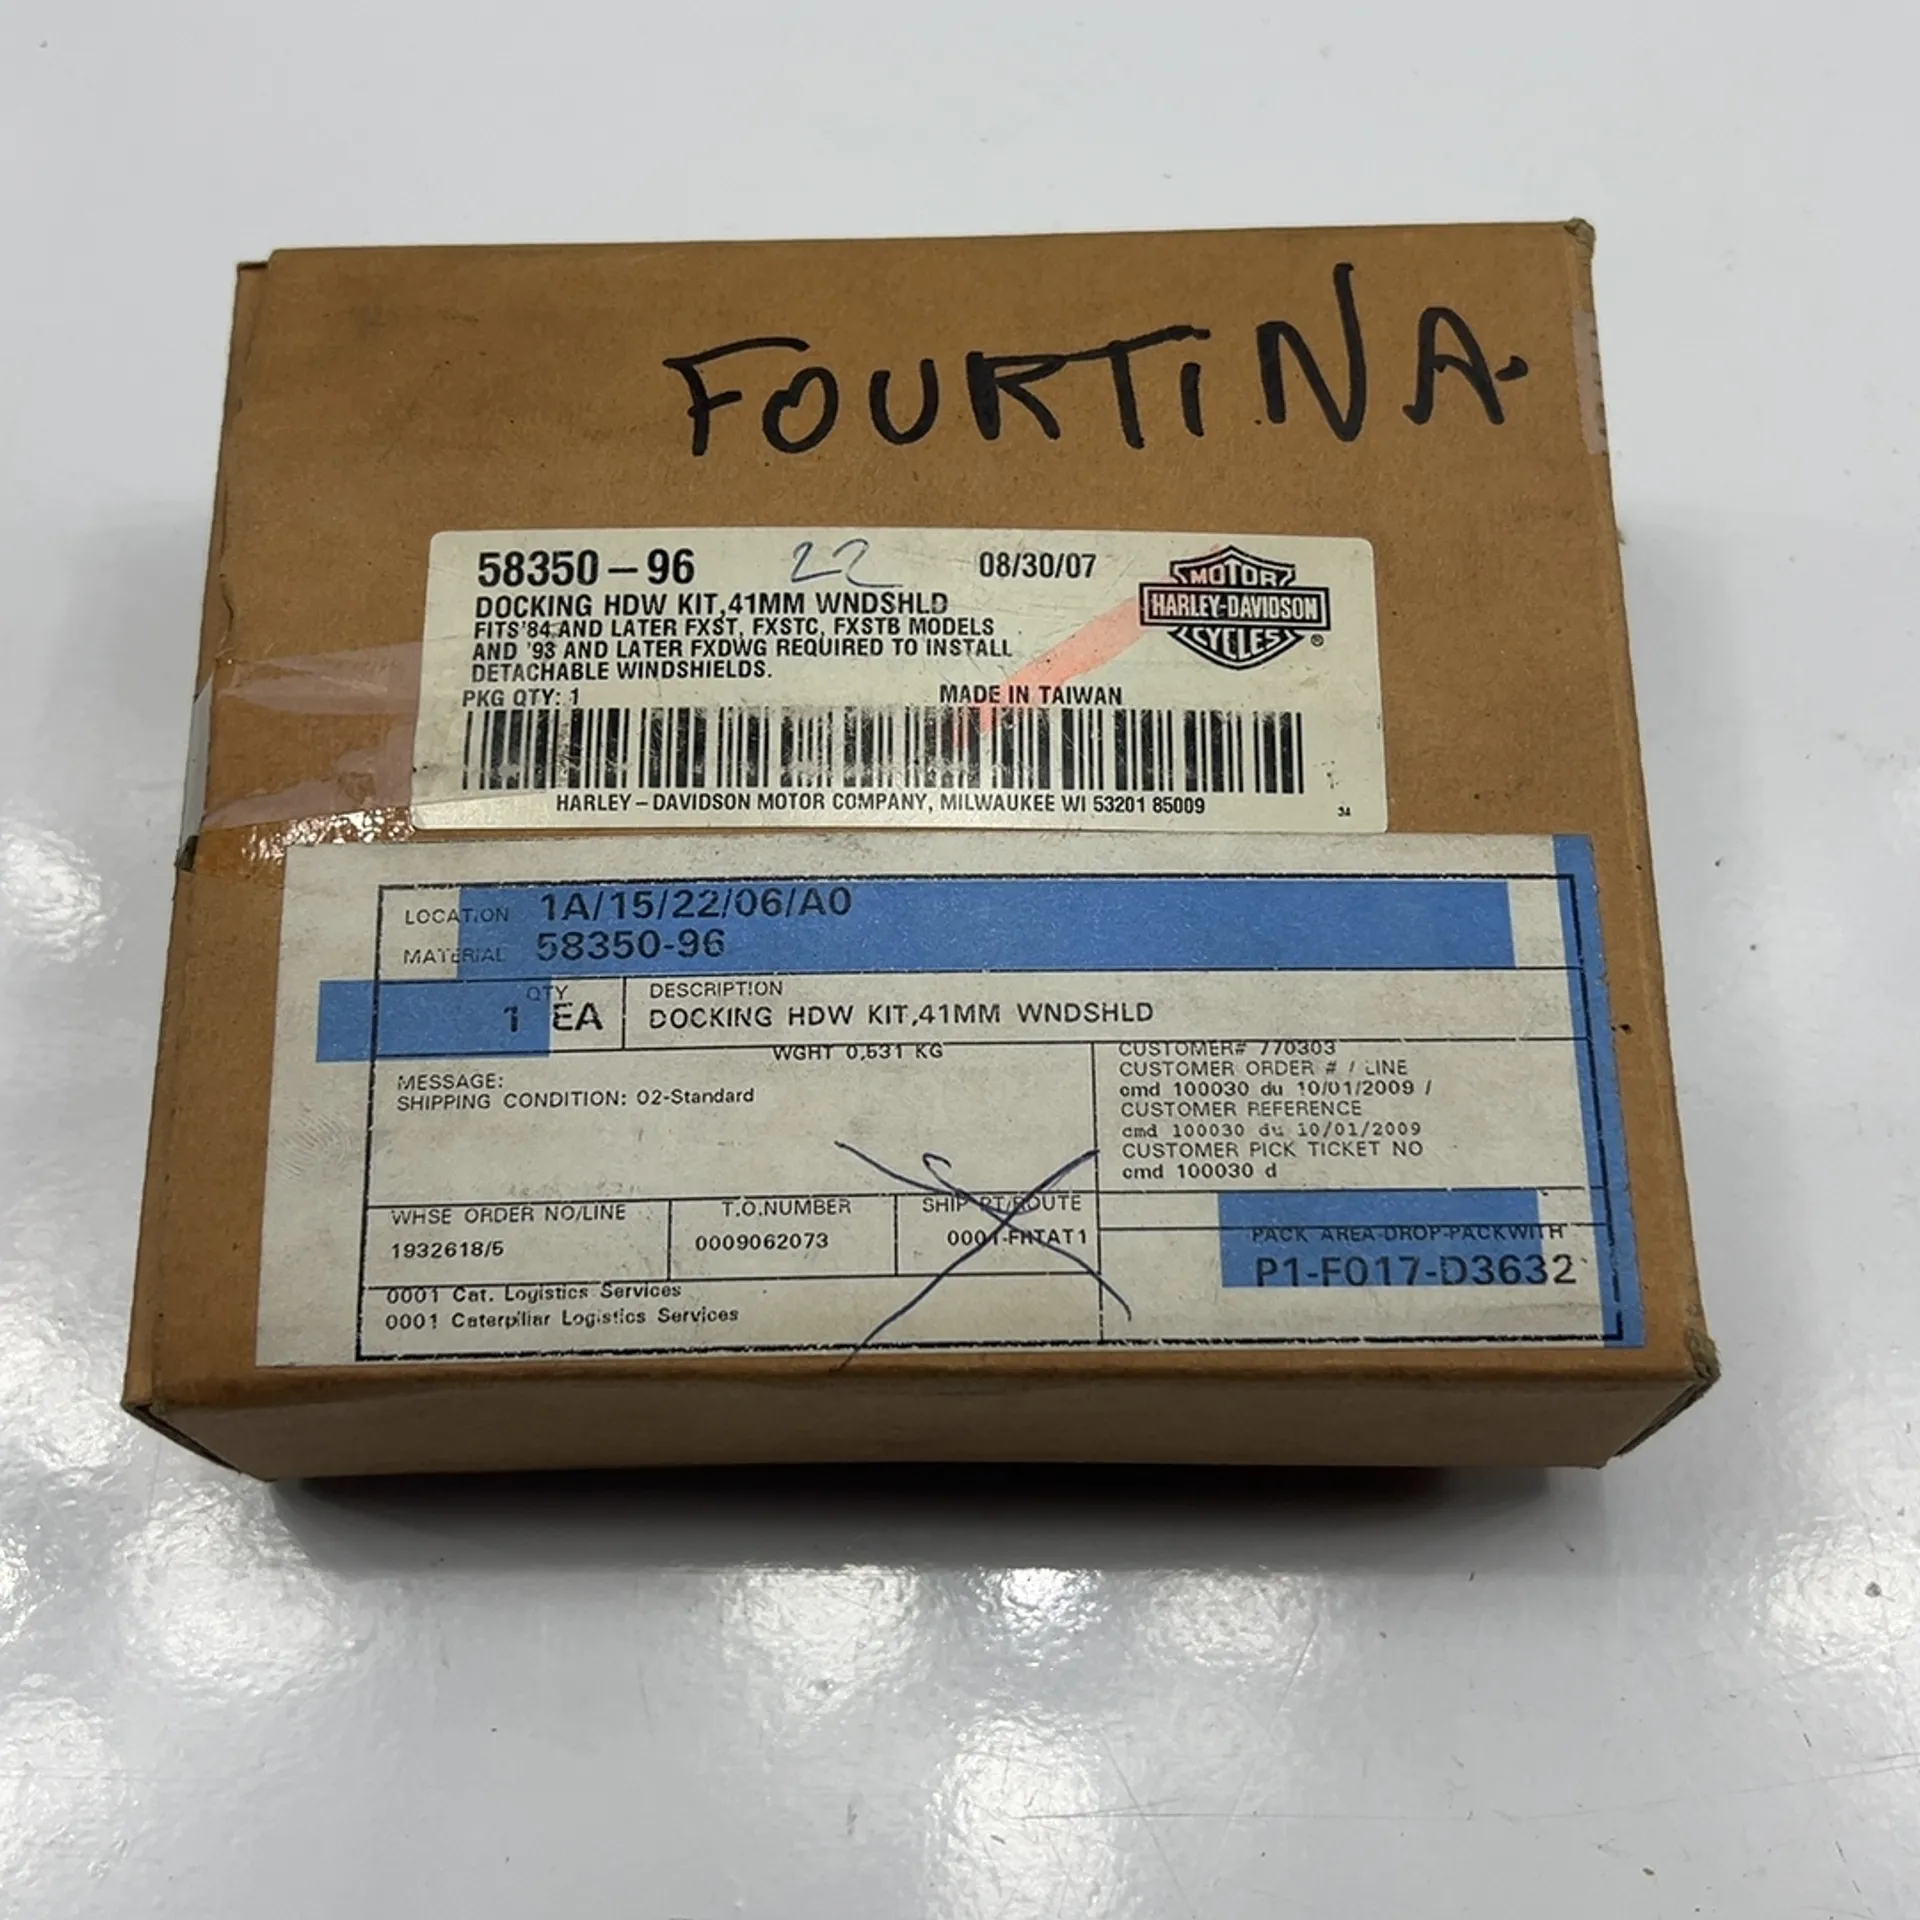 FOURTINA.
58350-96 22 08/30/07
DOCKING HDW KIT,41MM WNDSHLD
FITS'84 AND LATER FXST, FXSTC, FXSTB MODELS
AND '93 AND LATER FXDWG REQUIRED TO INSTALL
DETACHABLE WINDSHIELDS.
PKG QTY: 1 MADE IN TAIWAN
MOTOR
HARLEY-DAVIDSON
CYCLES ®
HARLEY-DAVIDSON MOTOR COMPANY, MILWAUKEE WI 53201 85009
34
LOCATION 1A/15/22/06/A0
MATERIAL 58350-96
QTY
1 EA
DESCRIPTION
DOCKING HDW KIT,41MM WNDSHLD
WGHT 0,531 KG
MESSAGE:
SHIPPING CONDITION: 02-Standard
CUSTOMER# 770303
CUSTOMER ORDER # / LINE
cmd 100030 du 10/01/2009 /
CUSTOMER REFERENCE
cmd 100030 du 10/01/2009
CUSTOMER PICK TICKET NO
cmd 100030 d
WHSE ORDER NO/LINE
1932618/5
T.O.NUMBER
0009062073
SHIP PT/ROUTE
0001-FRTAT1
PACK AREA-DROP-PACKWITH
P1-F017-D3632
0001 Cat. Logistics Services
0001 Caterpillar Logistics Services